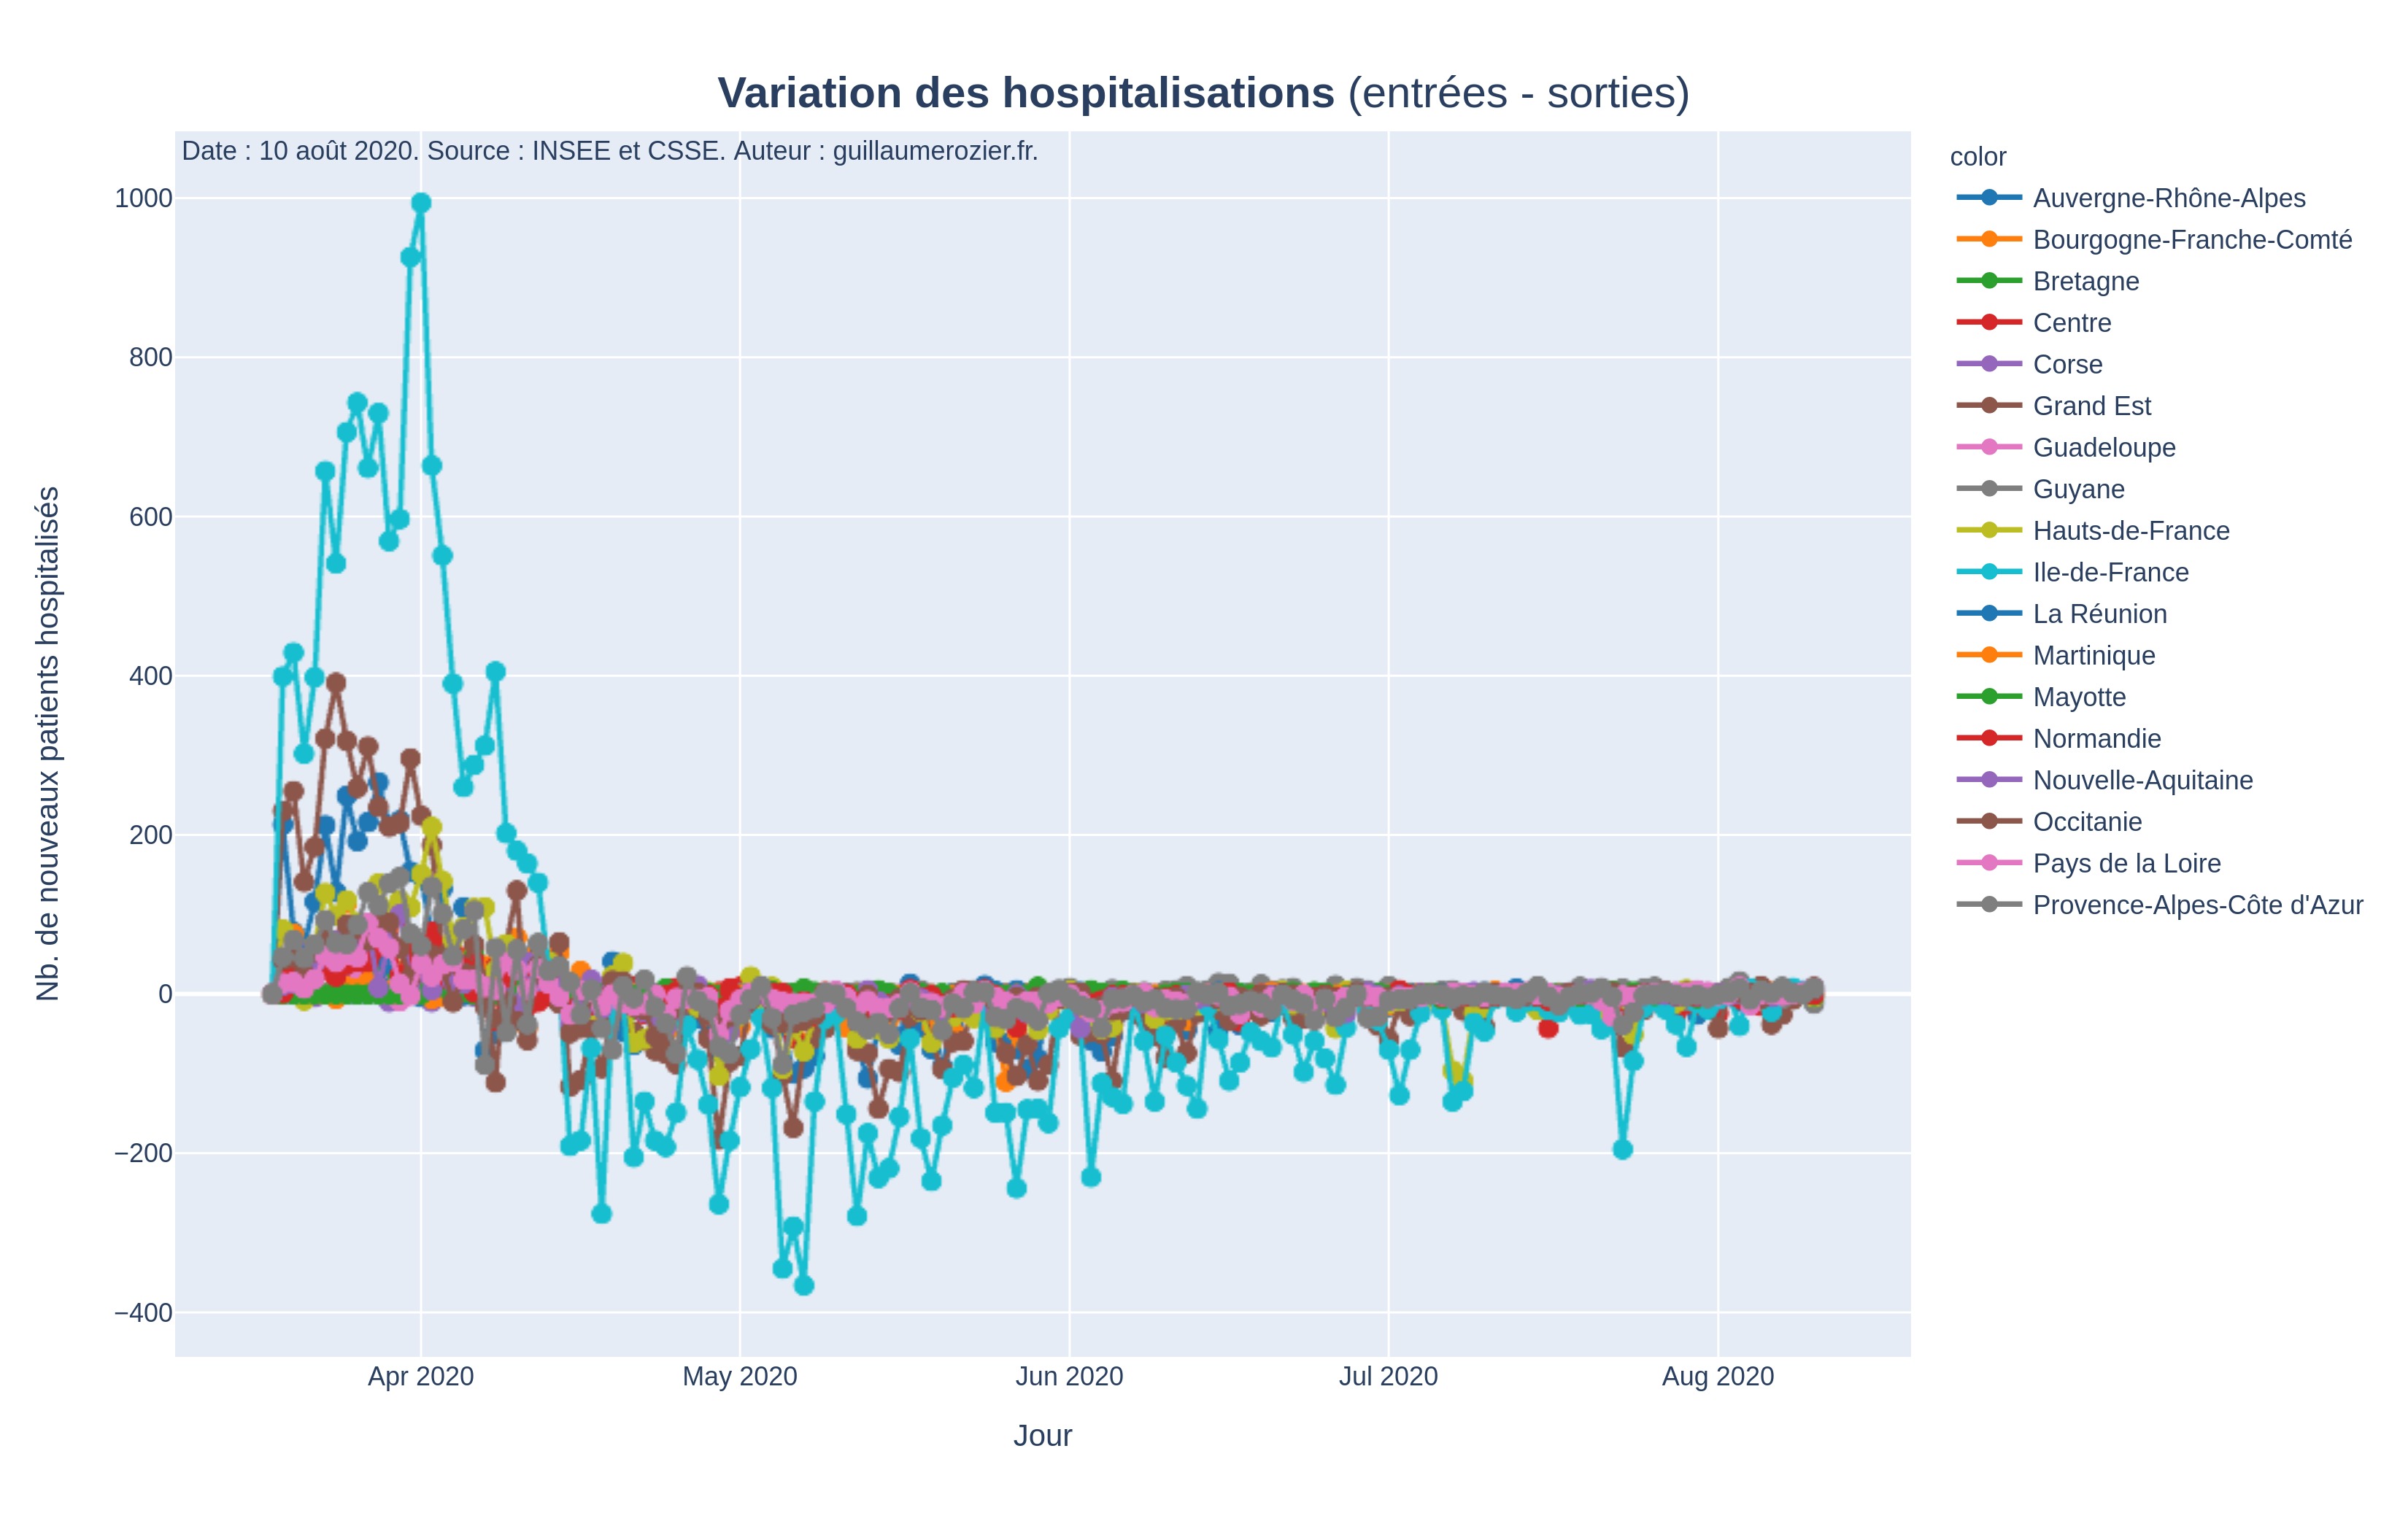 Variation des hospitalisations (entrées - sorties)
Date : 10 août 2020. Source : INSEE et CSSE. Auteur : guillaumerozier.fr.
Nb. de nouveaux patients hospitalisés
1000
800
600
400
200
0
−200
−400
Apr 2020
May 2020
Jun 2020
Jul 2020
Aug 2020
Jour
color
Auvergne-Rhône-Alpes
Bourgogne-Franche-Comté
Bretagne
Centre
Corse
Grand Est
Guadeloupe
Guyane
Hauts-de-France
Ile-de-France
La Réunion
Martinique
Mayotte
Normandie
Nouvelle-Aquitaine
Occitanie
Pays de la Loire
Provence-Alpes-Côte d'Azur